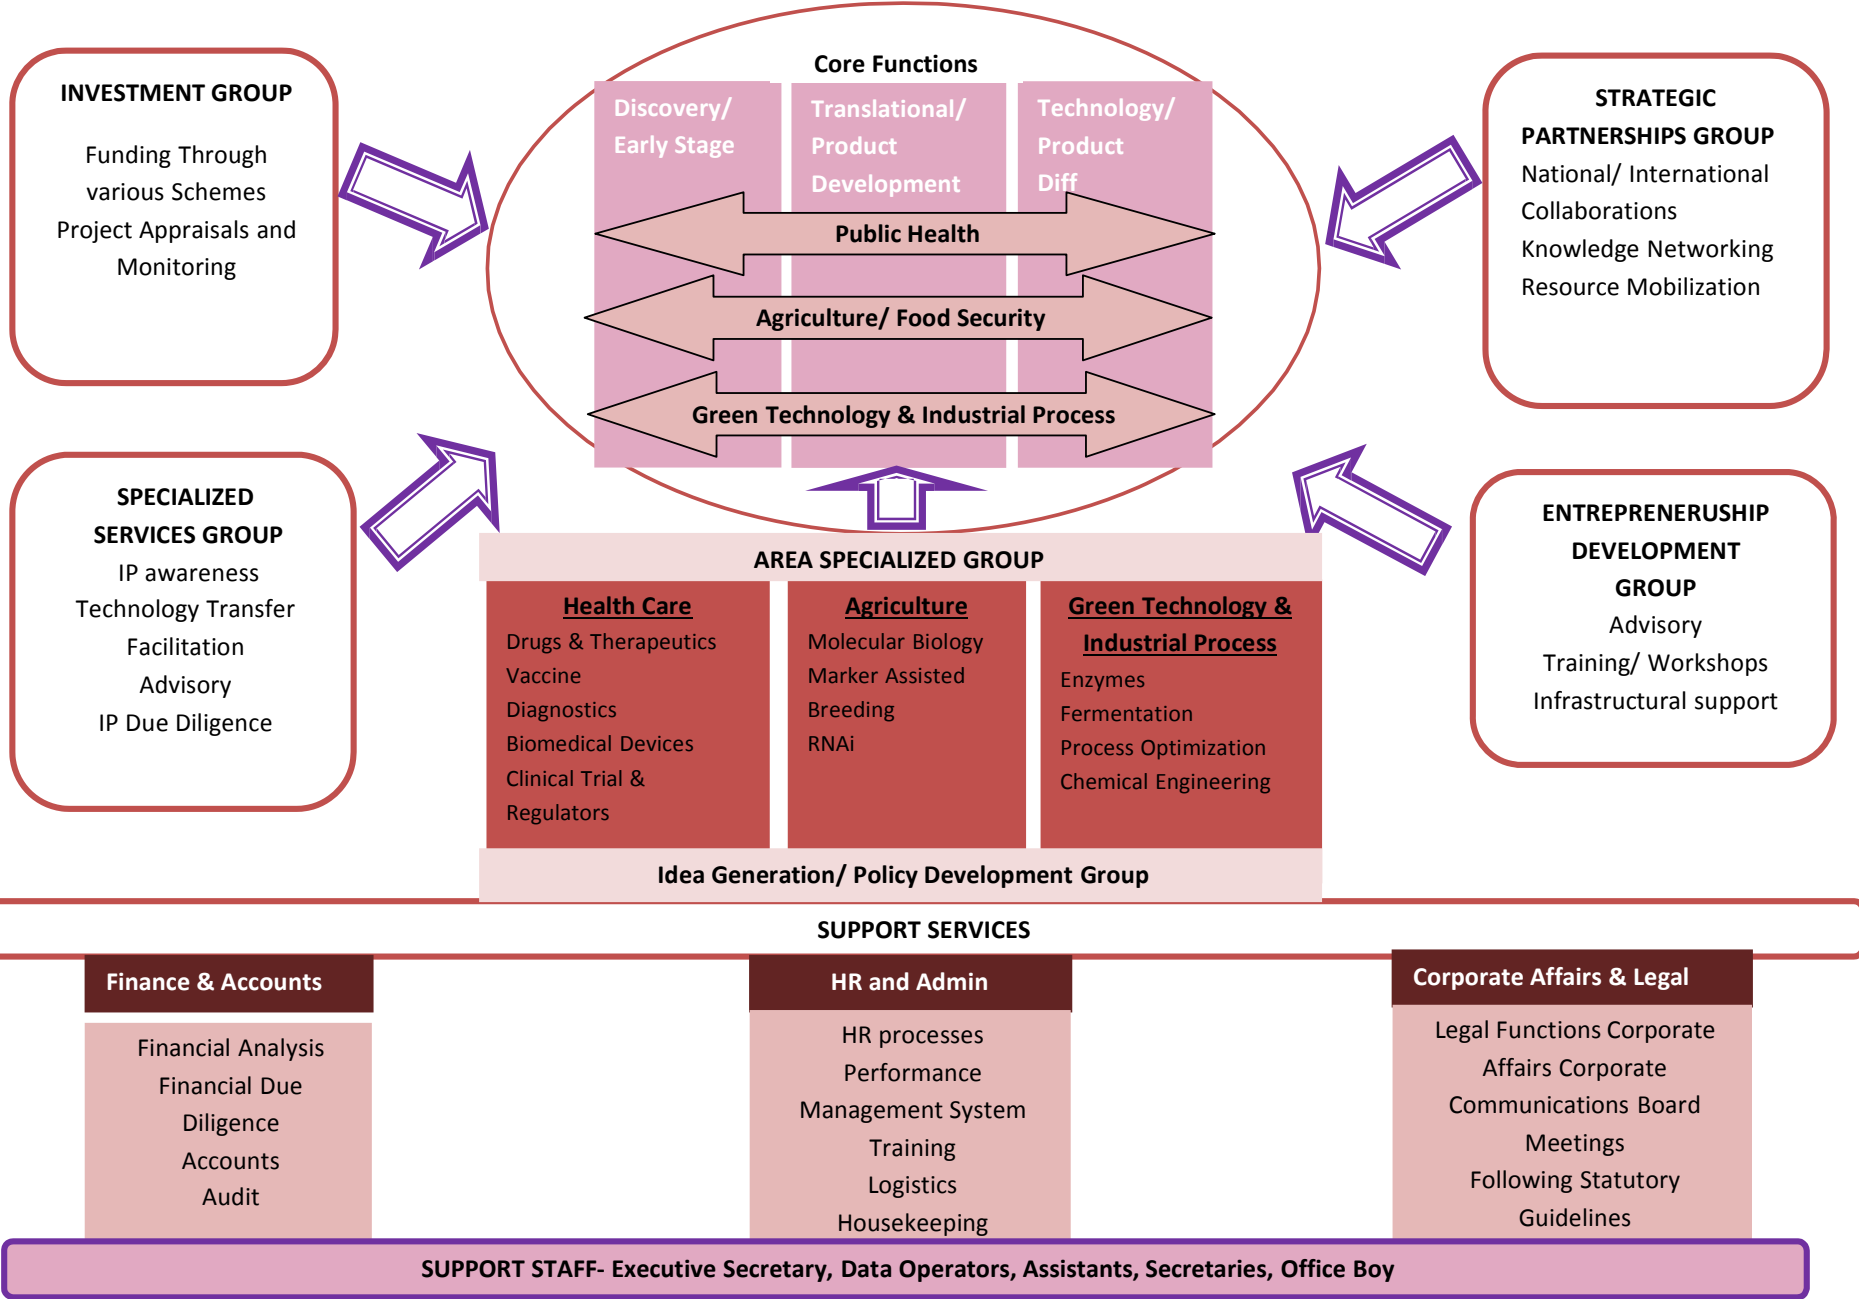 Core Functions
INVESTMENT GROUP
Funding Through
various Schemes
Project Appraisals and
Monitoring
Discovery/
Early Stage
Translational/
Product
Development
Technology/
Product
Diff
Public Health
Agriculture/ Food Security
Green Technology & Industrial Process
STRATEGIC
PARTNERSHIPS GROUP
National/ International
Collaborations
Knowledge Networking
Resource Mobilization
SPECIALIZED
SERVICES GROUP
IP awareness
Technology Transfer
Facilitation
Advisory
IP Due Diligence
AREA SPECIALIZED GROUP
Health Care
Drugs & Therapeutics
Vaccine
Diagnostics
Biomedical Devices
Clinical Trial &
Regulators
Agriculture
Molecular Biology
Marker Assisted
Breeding
RNAi
Green Technology &
Industrial Process
Enzymes
Fermentation
Process Optimization
Chemical Engineering
Idea Generation/ Policy Development Group
ENTREPRENERUSHIP
DEVELOPMENT
GROUP
Advisory
Training/ Workshops
Infrastructural support
SUPPORT SERVICES
Finance & Accounts
Financial Analysis
Financial Due
Diligence
Accounts
Audit
HR and Admin
HR processes
Performance
Management System
Training
Logistics
Housekeeping
Corporate Affairs & Legal
Legal Functions Corporate
Affairs Corporate
Communications Board
Meetings
Following Statutory
Guidelines
SUPPORT STAFF- Executive Secretary, Data Operators, Assistants, Secretaries, Office Boy